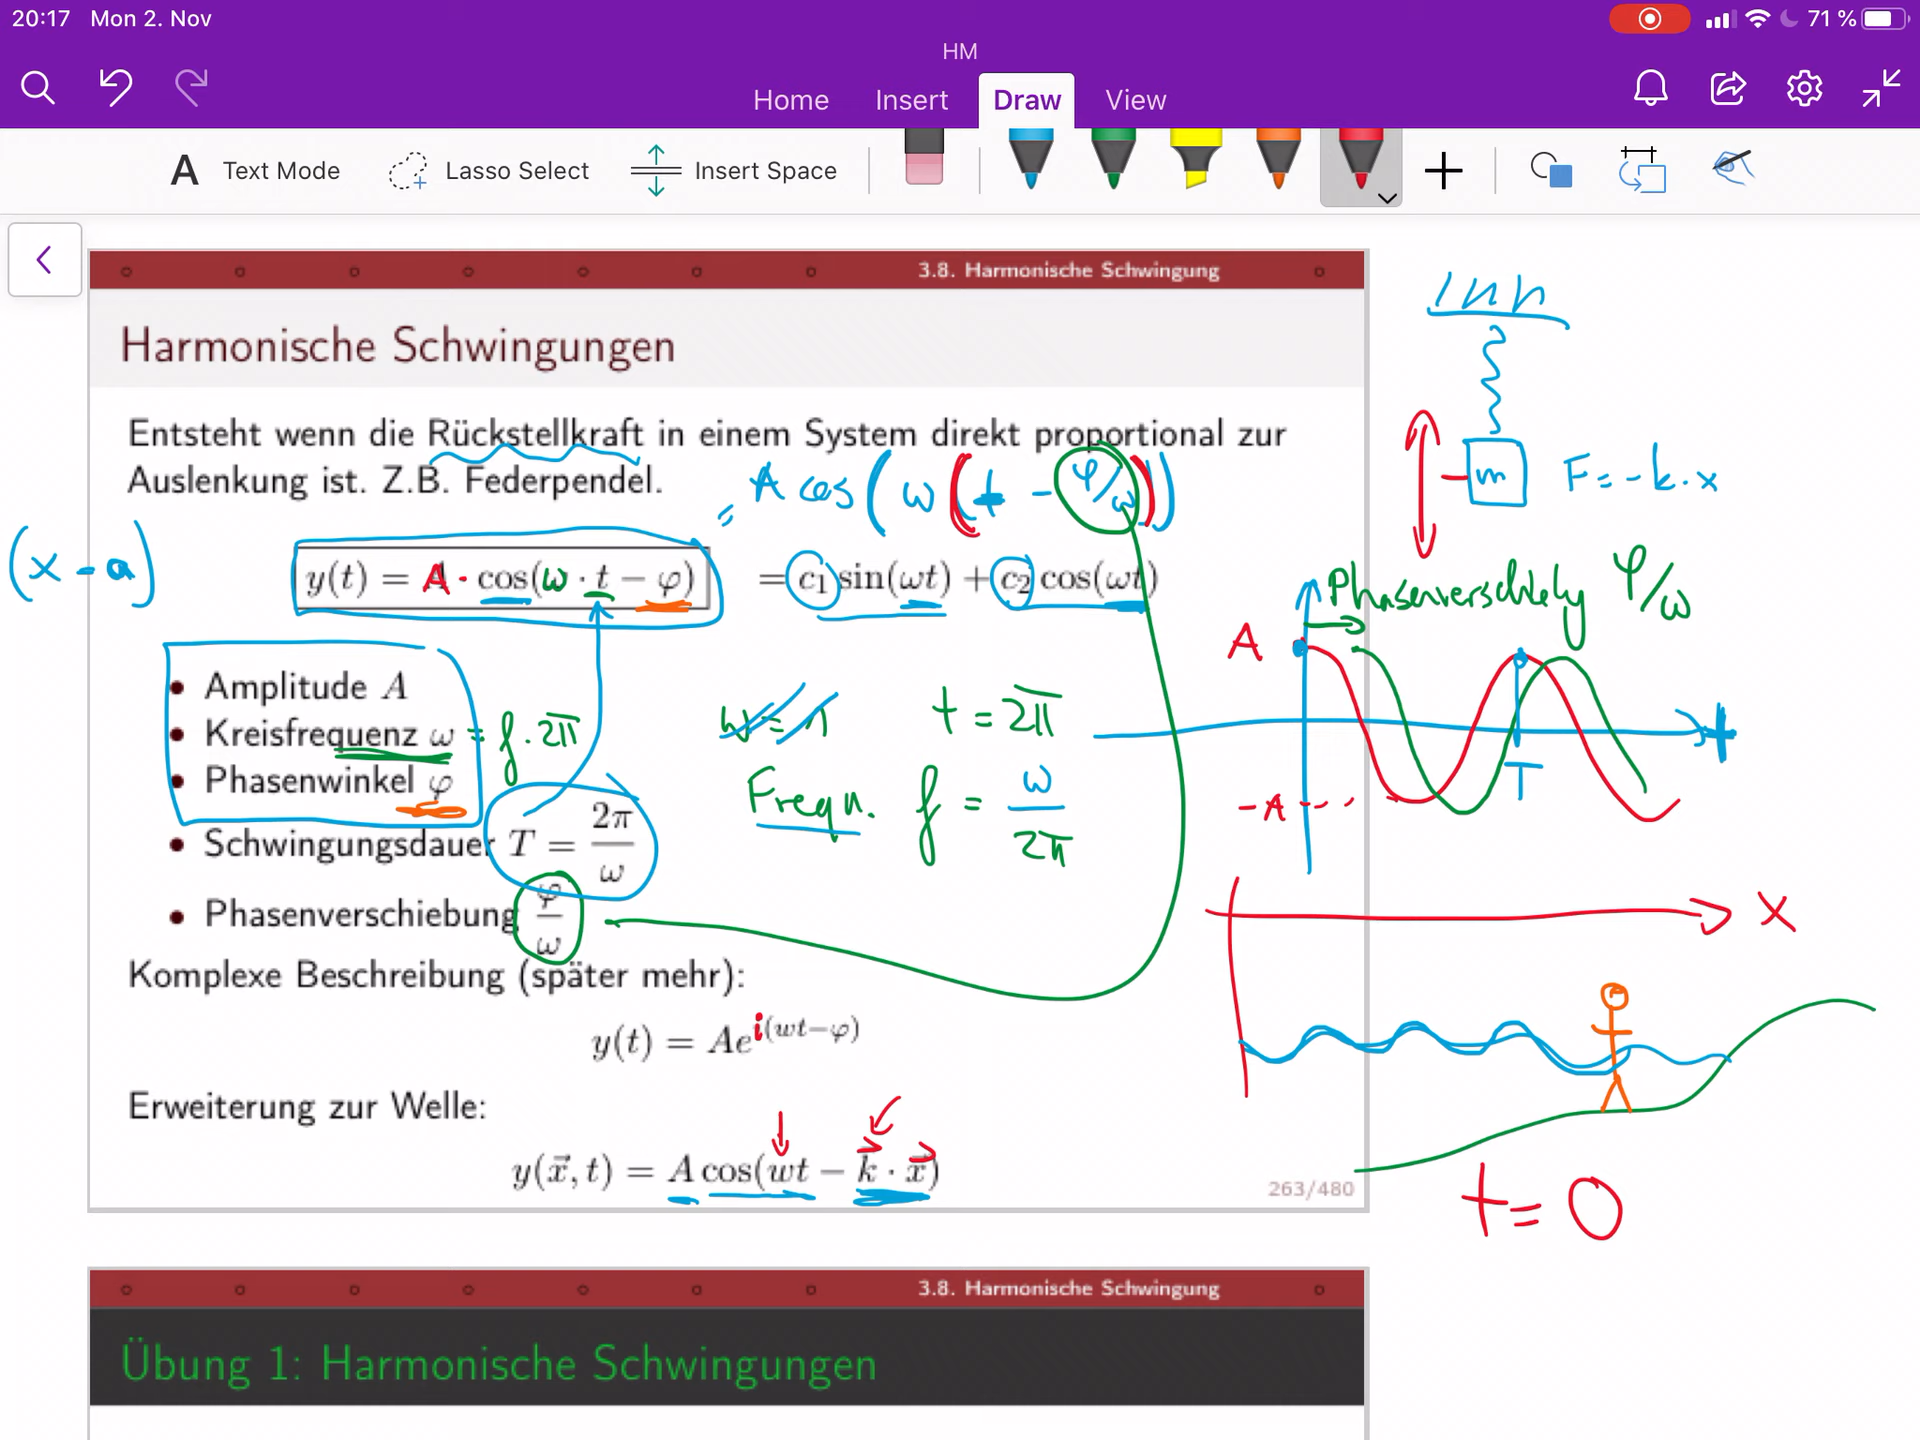 20:17 Mon 2. Nov
71 %
HM
Home Insert Draw View
A Text Mode Lasso Select Insert Space
3.8. Harmonische Schwingung
Harmonische Schwingungen
Entsteht wenn die Rückstellkraft in einem System direkt proportional zur
Auslenkung ist. Z.B. Federpendel.
= A cos(ω(t - φ/ω))
m F = -k·x
(x - a)
y(t) = A · cos(ω · t − φ) = c₁ sin(ωt) + c₂ cos(ωt)
Phasenverschiebg φ/ω
A
-A
T
t
• Amplitude A
• Kreisfrequenz ω = f · 2π
• Phasenwinkel φ
t = 2π
Frequ. f = ω/2π
• Schwingungsdauer T = 2π/ω
• Phasenverschiebung φ/ω
x
Komplexe Beschreibung (später mehr):
y(t) = Ae^{i(wt−φ)}
Erweiterung zur Welle:
y(x⃗, t) = A cos(wt − k⃗ · x⃗)
263/480
t = 0
3.8. Harmonische Schwingung
Übung 1: Harmonische Schwingungen